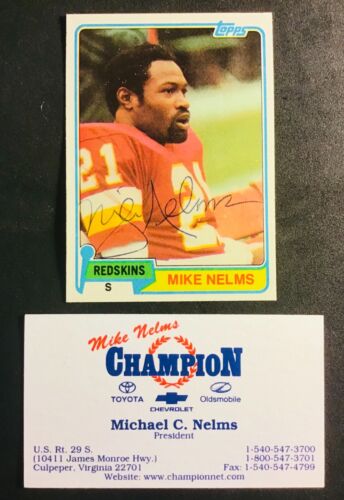 topps
21
21
Mike Nelms
REDSKINS
S
MIKE NELMS
Mike Nelms
CHAMPION
TOYOTA
CHEVROLET
Oldsmobile
Michael C. Nelms
President
U.S. Rt. 29 S.
(10411 James Monroe Hwy.)
Culpeper, Virginia 22701
1-540-547-3700
1-800-547-3701
Fax: 1-540-547-4799
Website: www.championnet.com